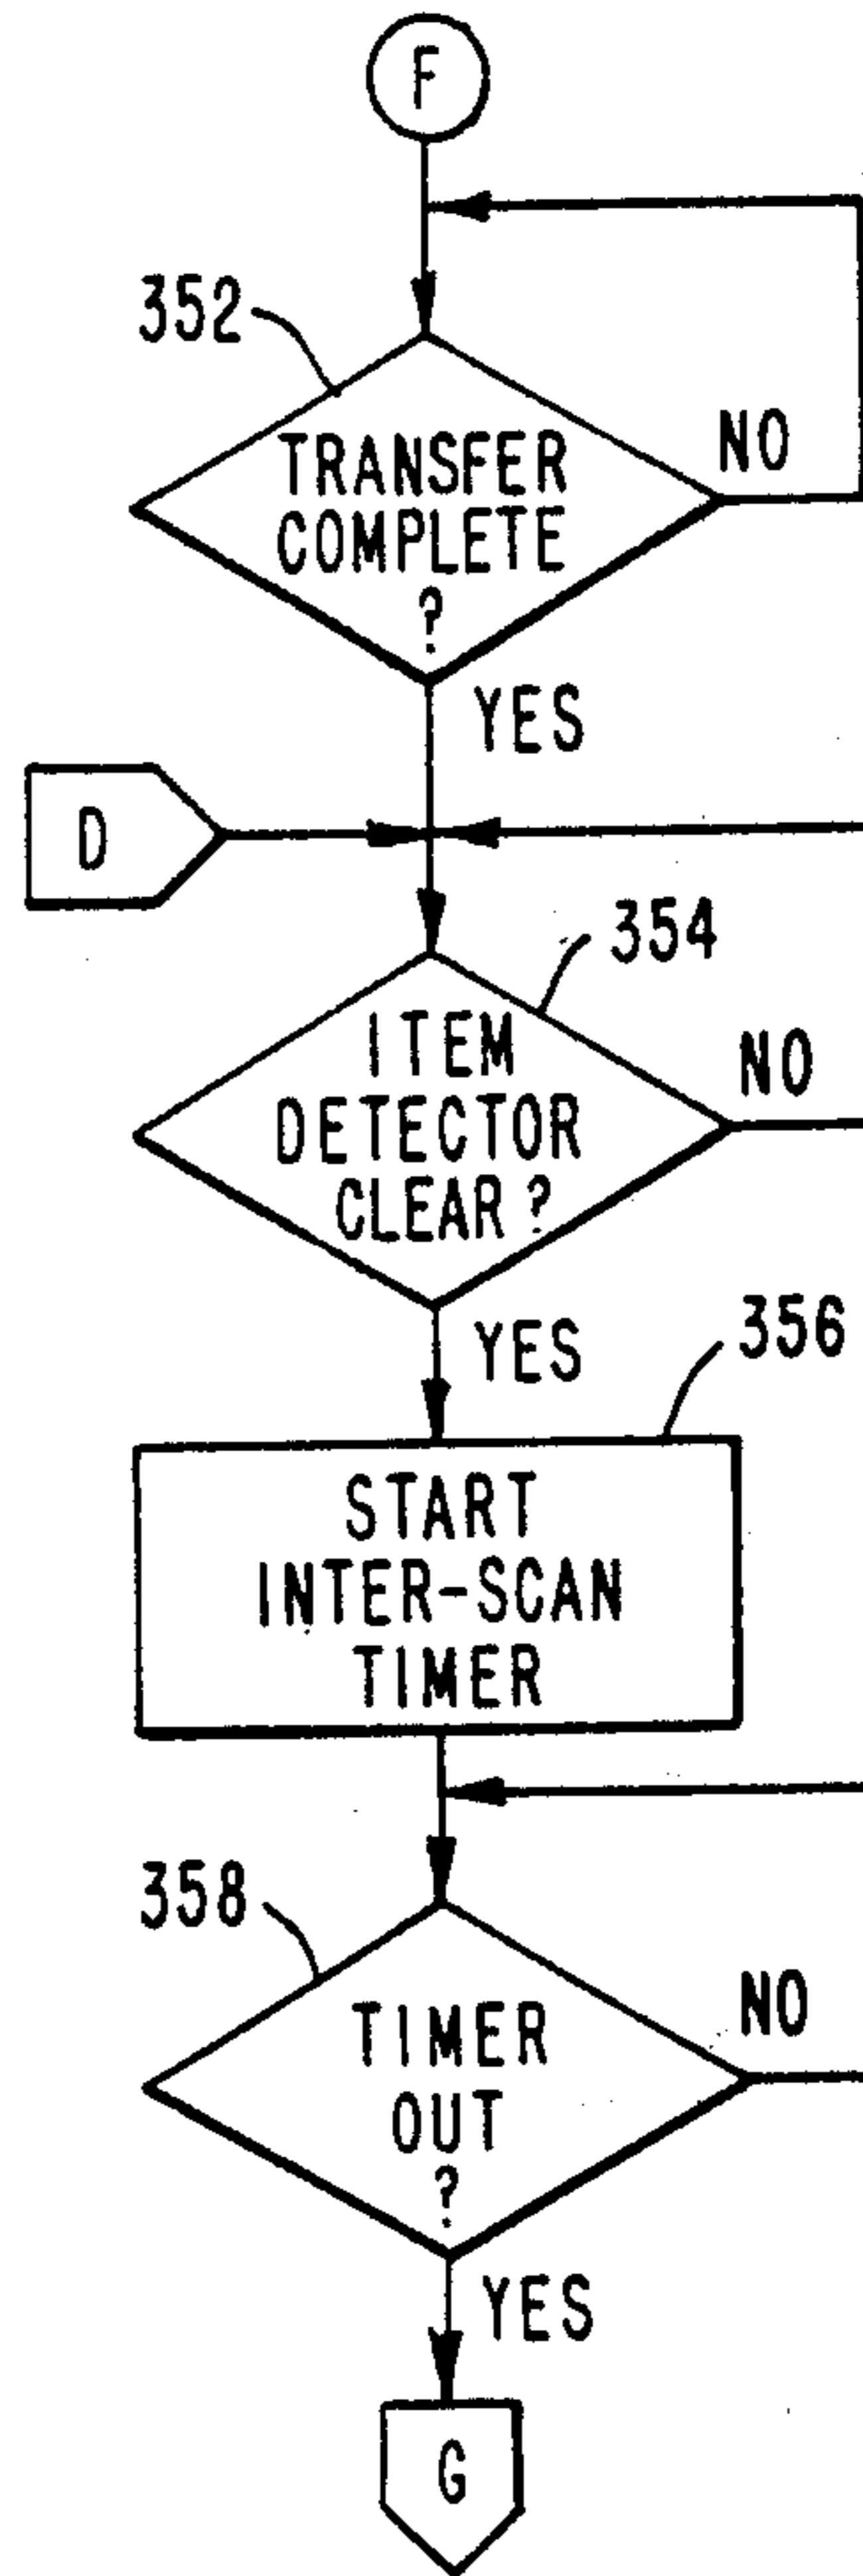 F
352
TRANSFER
COMPLETE
?
NO
YES
D
354
ITEM
DETECTOR
CLEAR?
NO
YES
356
START
INTER-SCAN
TIMER
358
TIMER
OUT
?
NO
YES
G